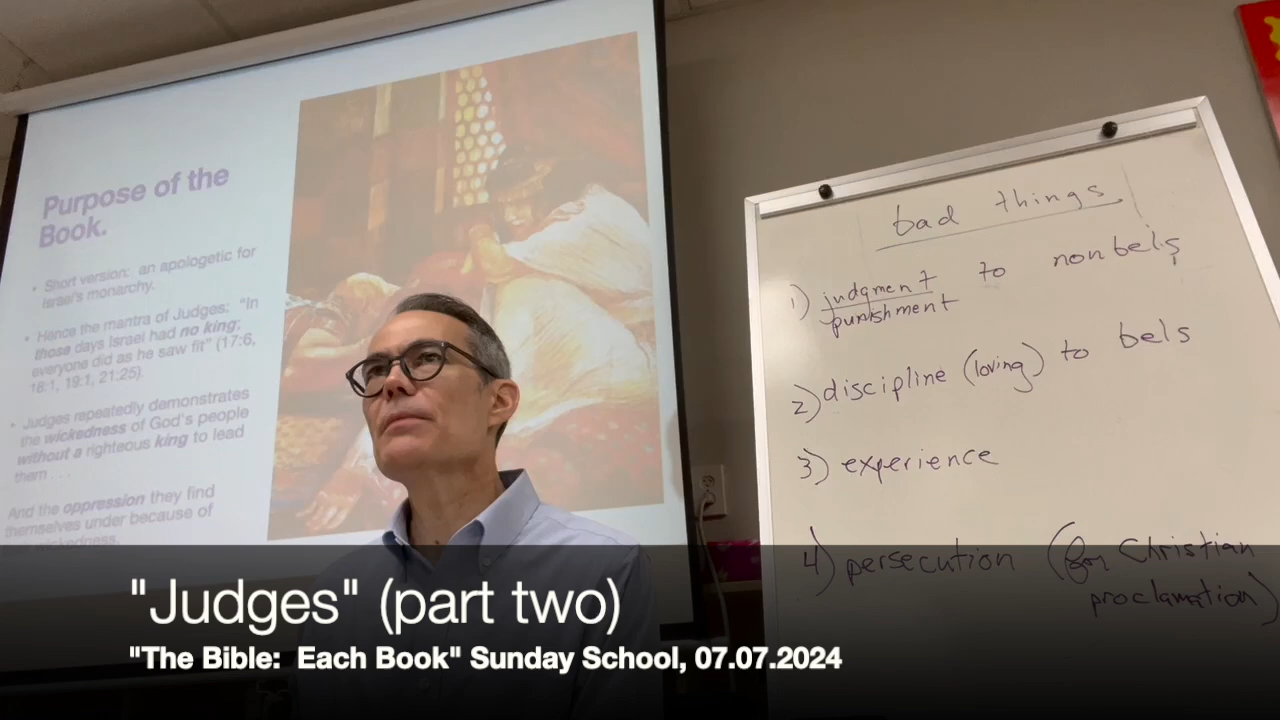 Purpose of the
Book.
• Short version: an apologetic for
Israel's monarchy.
• Hence the mantra of Judges: "In
those days Israel had no king;
everyone did as he saw fit" (17:6,
18:1, 19:1, 21:25).
• Judges repeatedly demonstrates
the wickedness of God's people
without a righteous king to lead
them . . .
And the oppression they find
themselves under because of
wickedness.
bad things
1) judgment to nonbels
punishment
2) discipline (loving) to bels
3) experience
4) persecution (for Christian
proclamation)
"Judges" (part two)
"The Bible: Each Book" Sunday School, 07.07.2024